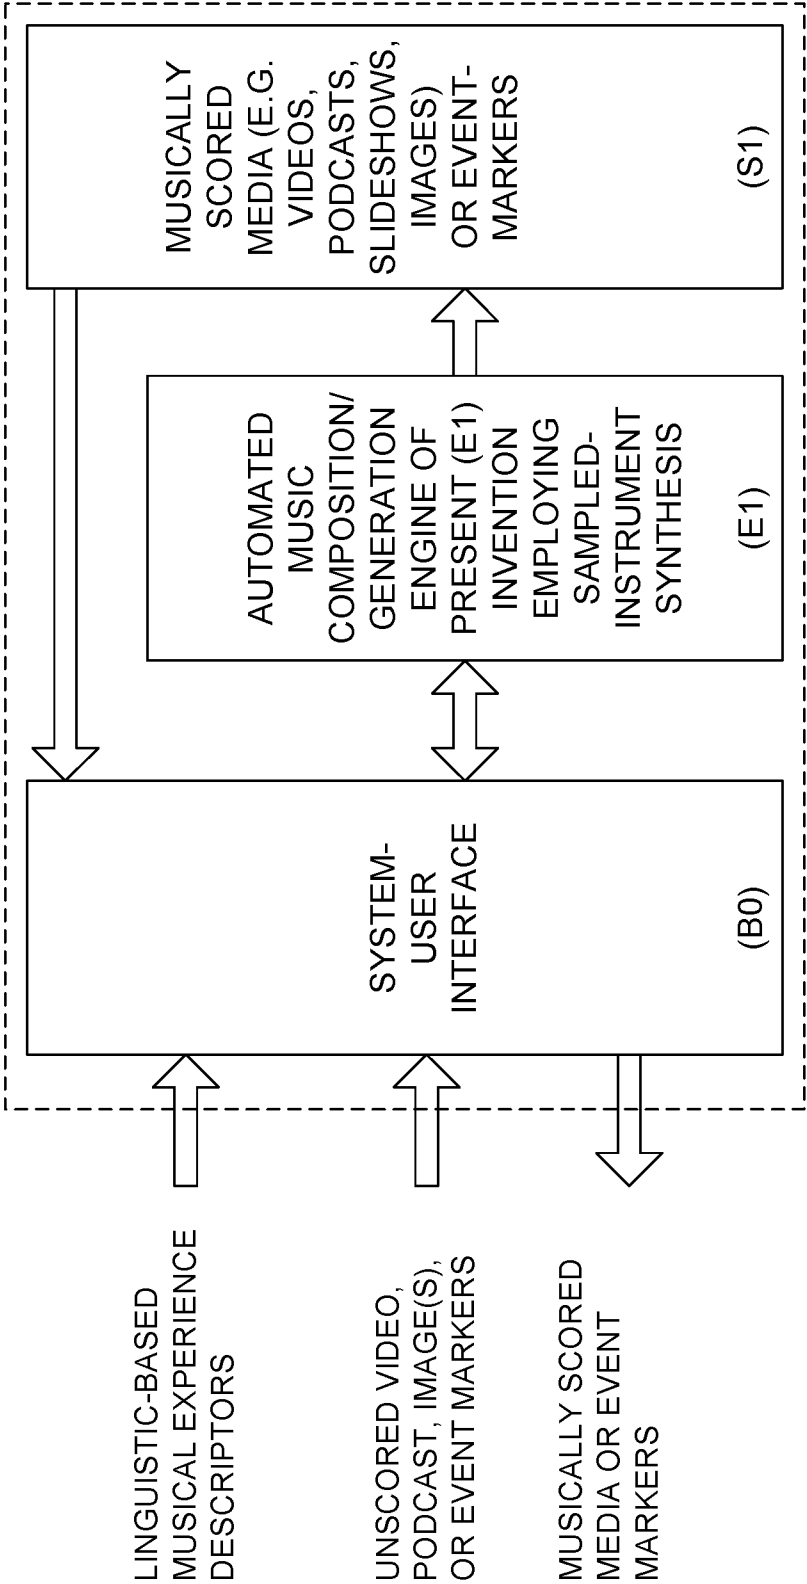 LINGUISTIC-BASED
MUSICAL EXPERIENCE
DESCRIPTORS
UNSCORED VIDEO,
PODCAST, IMAGE(S),
OR EVENT MARKERS
MUSICALLY SCORED
MEDIA OR EVENT
MARKERS
SYSTEM-
USER
INTERFACE
(B0)
AUTOMATED
MUSIC
COMPOSITION/
GENERATION
ENGINE OF
PRESENT (E1)
INVENTION
EMPLOYING
SAMPLED-
INSTRUMENT
SYNTHESIS
(E1)
MUSICALLY
SCORED
MEDIA (E.G.
VIDEOS,
PODCASTS,
SLIDESHOWS,
IMAGES)
OR EVENT-
MARKERS
(S1)